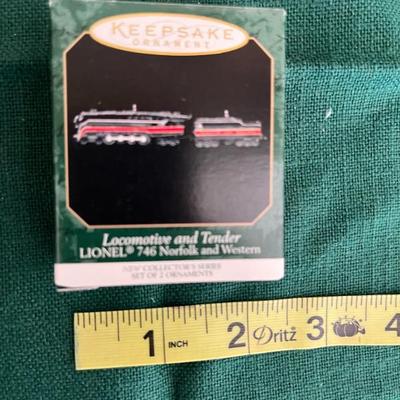 KEEPSAKE
ORNAMENT
Locomotive and Tender
LIONEL® 746 Norfolk and Western
NEW COLLECTOR'S SERIES
SET OF 2 ORNAMENTS
1 INCH 2 Dritz® 3 4